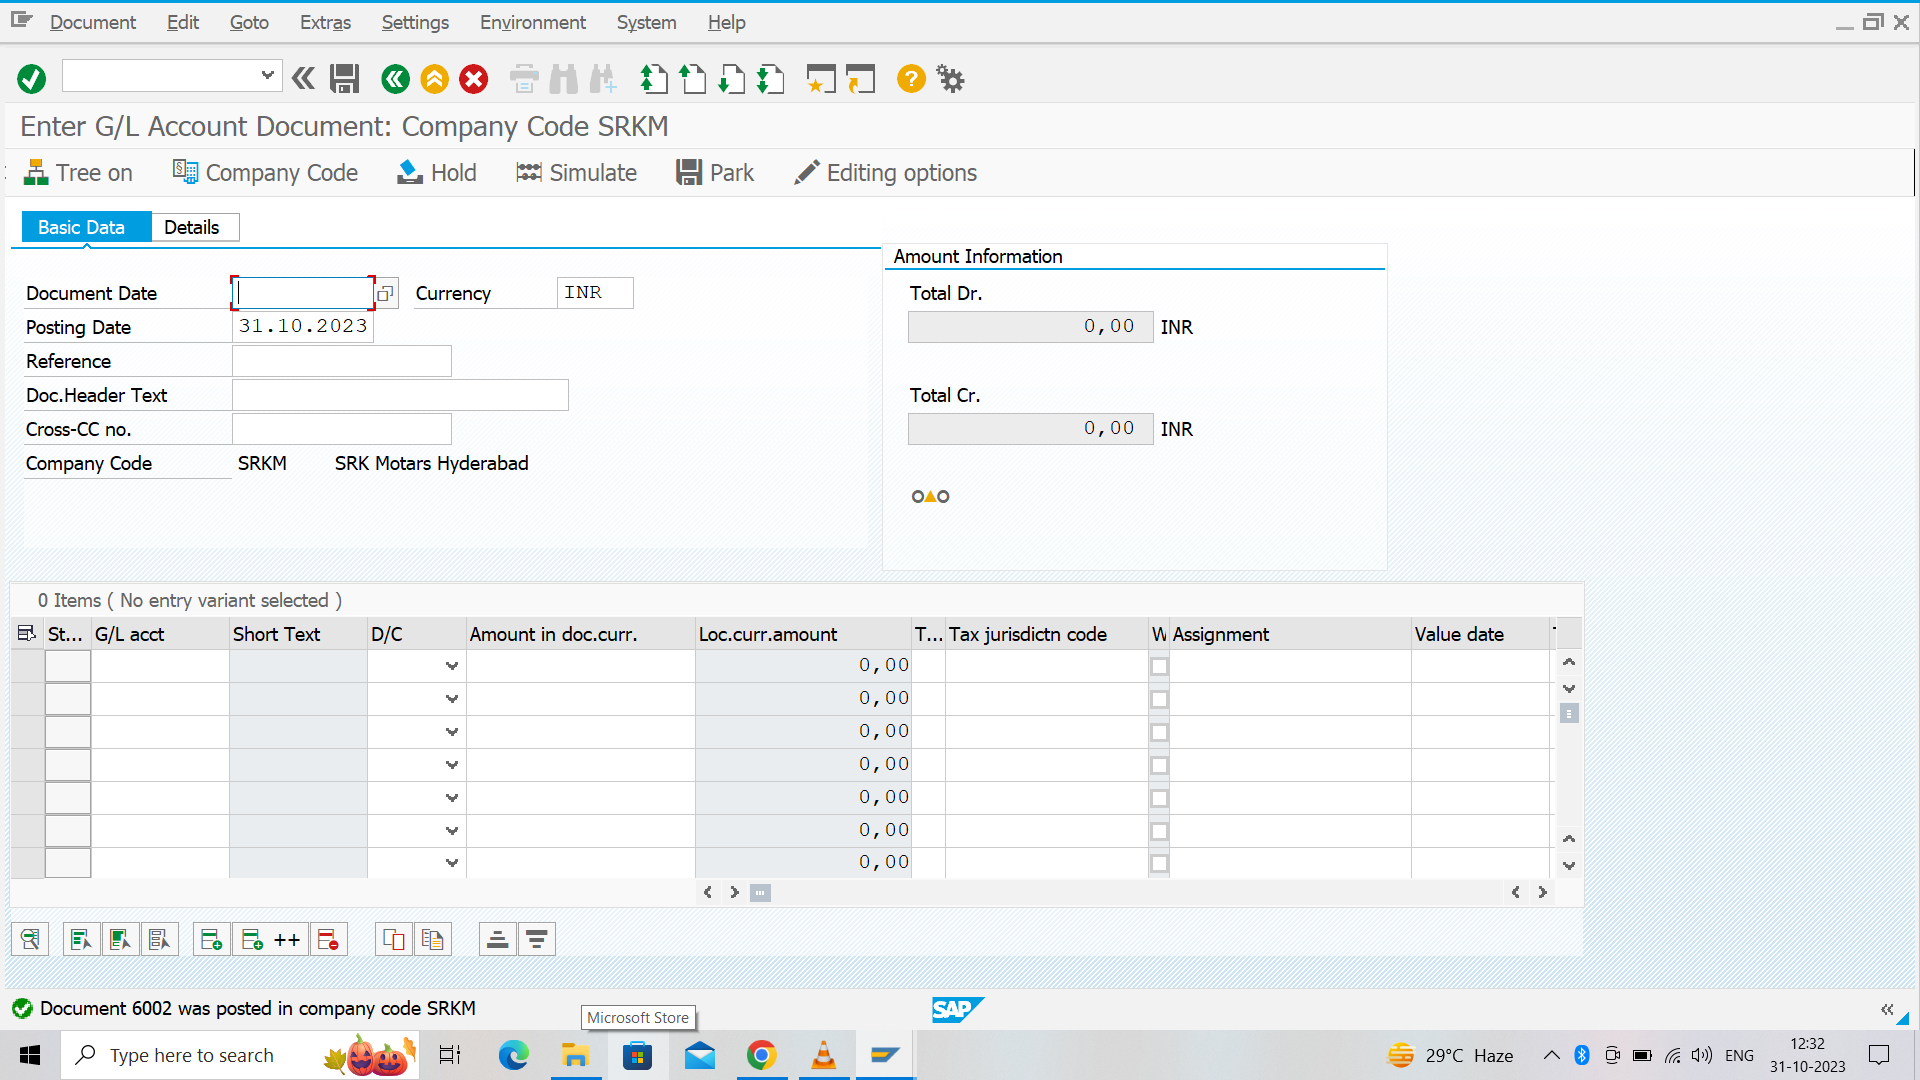 Document Edit Goto Extras Settings Environment System Help
Enter G/L Account Document: Company Code SRKM
Tree on Company Code Hold Simulate Park Editing options
Basic Data Details
Amount Information
Document Date Currency INR Total Dr.
Posting Date 31.10.2023 0,00 INR
Reference
Doc.Header Text Total Cr.
Cross-CC no. 0,00 INR
Company Code SRKM SRK Motars Hyderabad
0 Items ( No entry variant selected )
St... G/L acct Short Text D/C Amount in doc.curr. Loc.curr.amount T... Tax jurisdictn code W Assignment Value date
0,00
0,00
0,00
0,00
0,00
0,00
0,00
++
Document 6002 was posted in company code SRKM SAP
Microsoft Store
Type here to search 29°C Haze ENG 12:32
31-10-2023